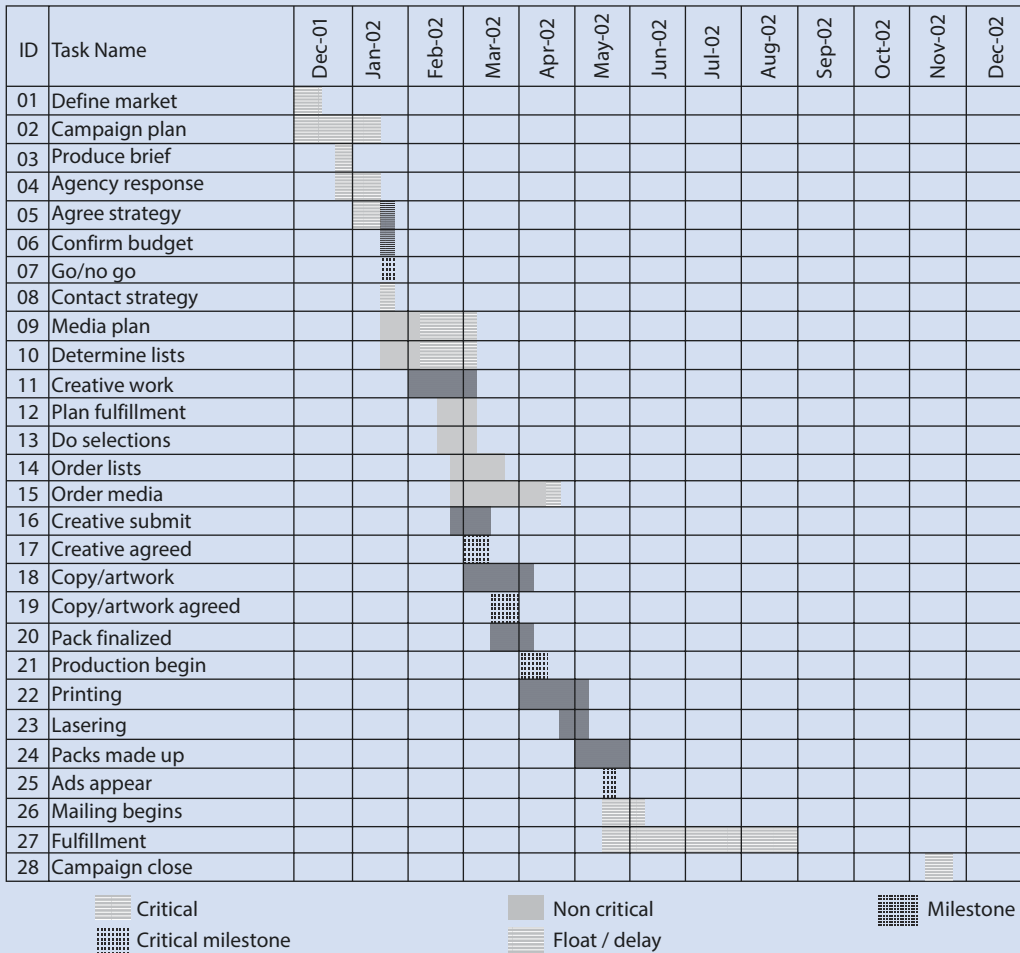 ID Task Name Dec-01 Jan-02 Feb-02 Mar-02 Apr-02 May-02 Jun-02 Jul-02 Aug-02 Sep-02 Oct-02 Nov-02 Dec-02
01 Define market
02 Campaign plan
03 Produce brief
04 Agency response
05 Agree strategy
06 Confirm budget
07 Go/no go
08 Contact strategy
09 Media plan
10 Determine lists
11 Creative work
12 Plan fulfillment
13 Do selections
14 Order lists
15 Order media
16 Creative submit
17 Creative agreed
18 Copy/artwork
19 Copy/artwork agreed
20 Pack finalized
21 Production begin
22 Printing
23 Lasering
24 Packs made up
25 Ads appear
26 Mailing begins
27 Fulfillment
28 Campaign close
Critical Non critical Milestone
Critical milestone Float / delay